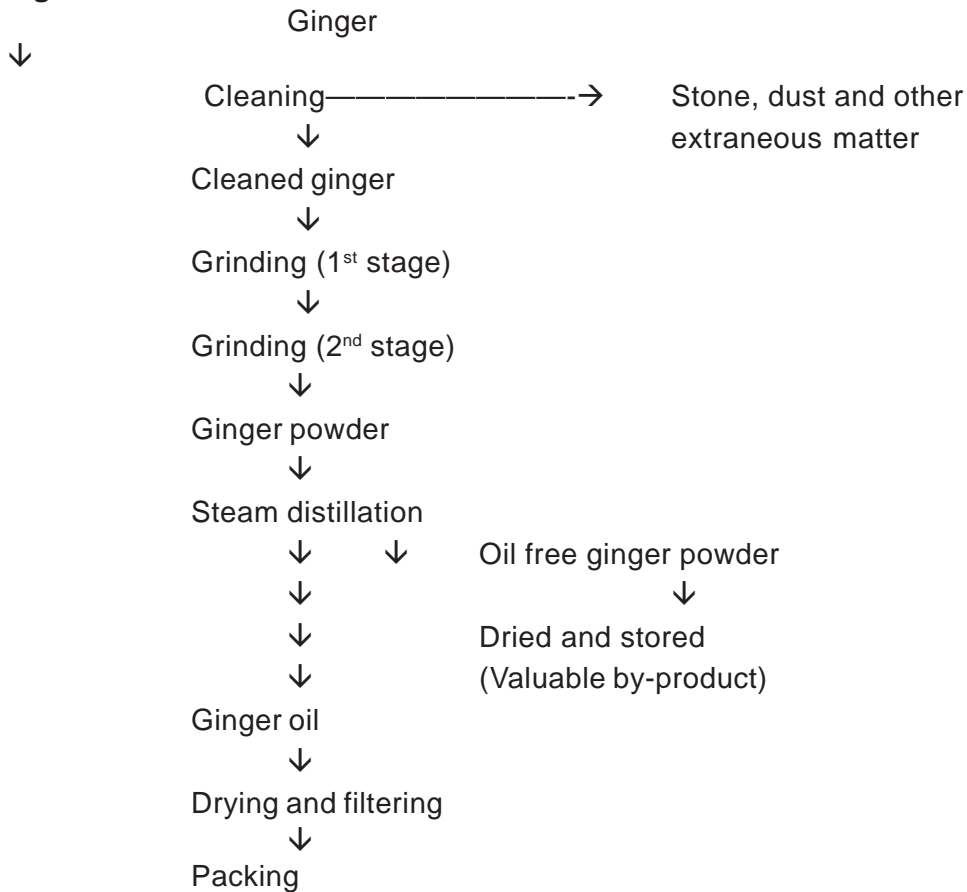 Ginger
↓
Cleaning————————-→ Stone, dust and other
↓ extraneous matter
Cleaned ginger
↓
Grinding (1st stage)
↓
Grinding (2nd stage)
↓
Ginger powder
↓
Steam distillation
↓ ↓ Oil free ginger powder
↓ ↓
↓ Dried and stored
↓ (Valuable by-product)
Ginger oil
↓
Drying and filtering
↓
Packing